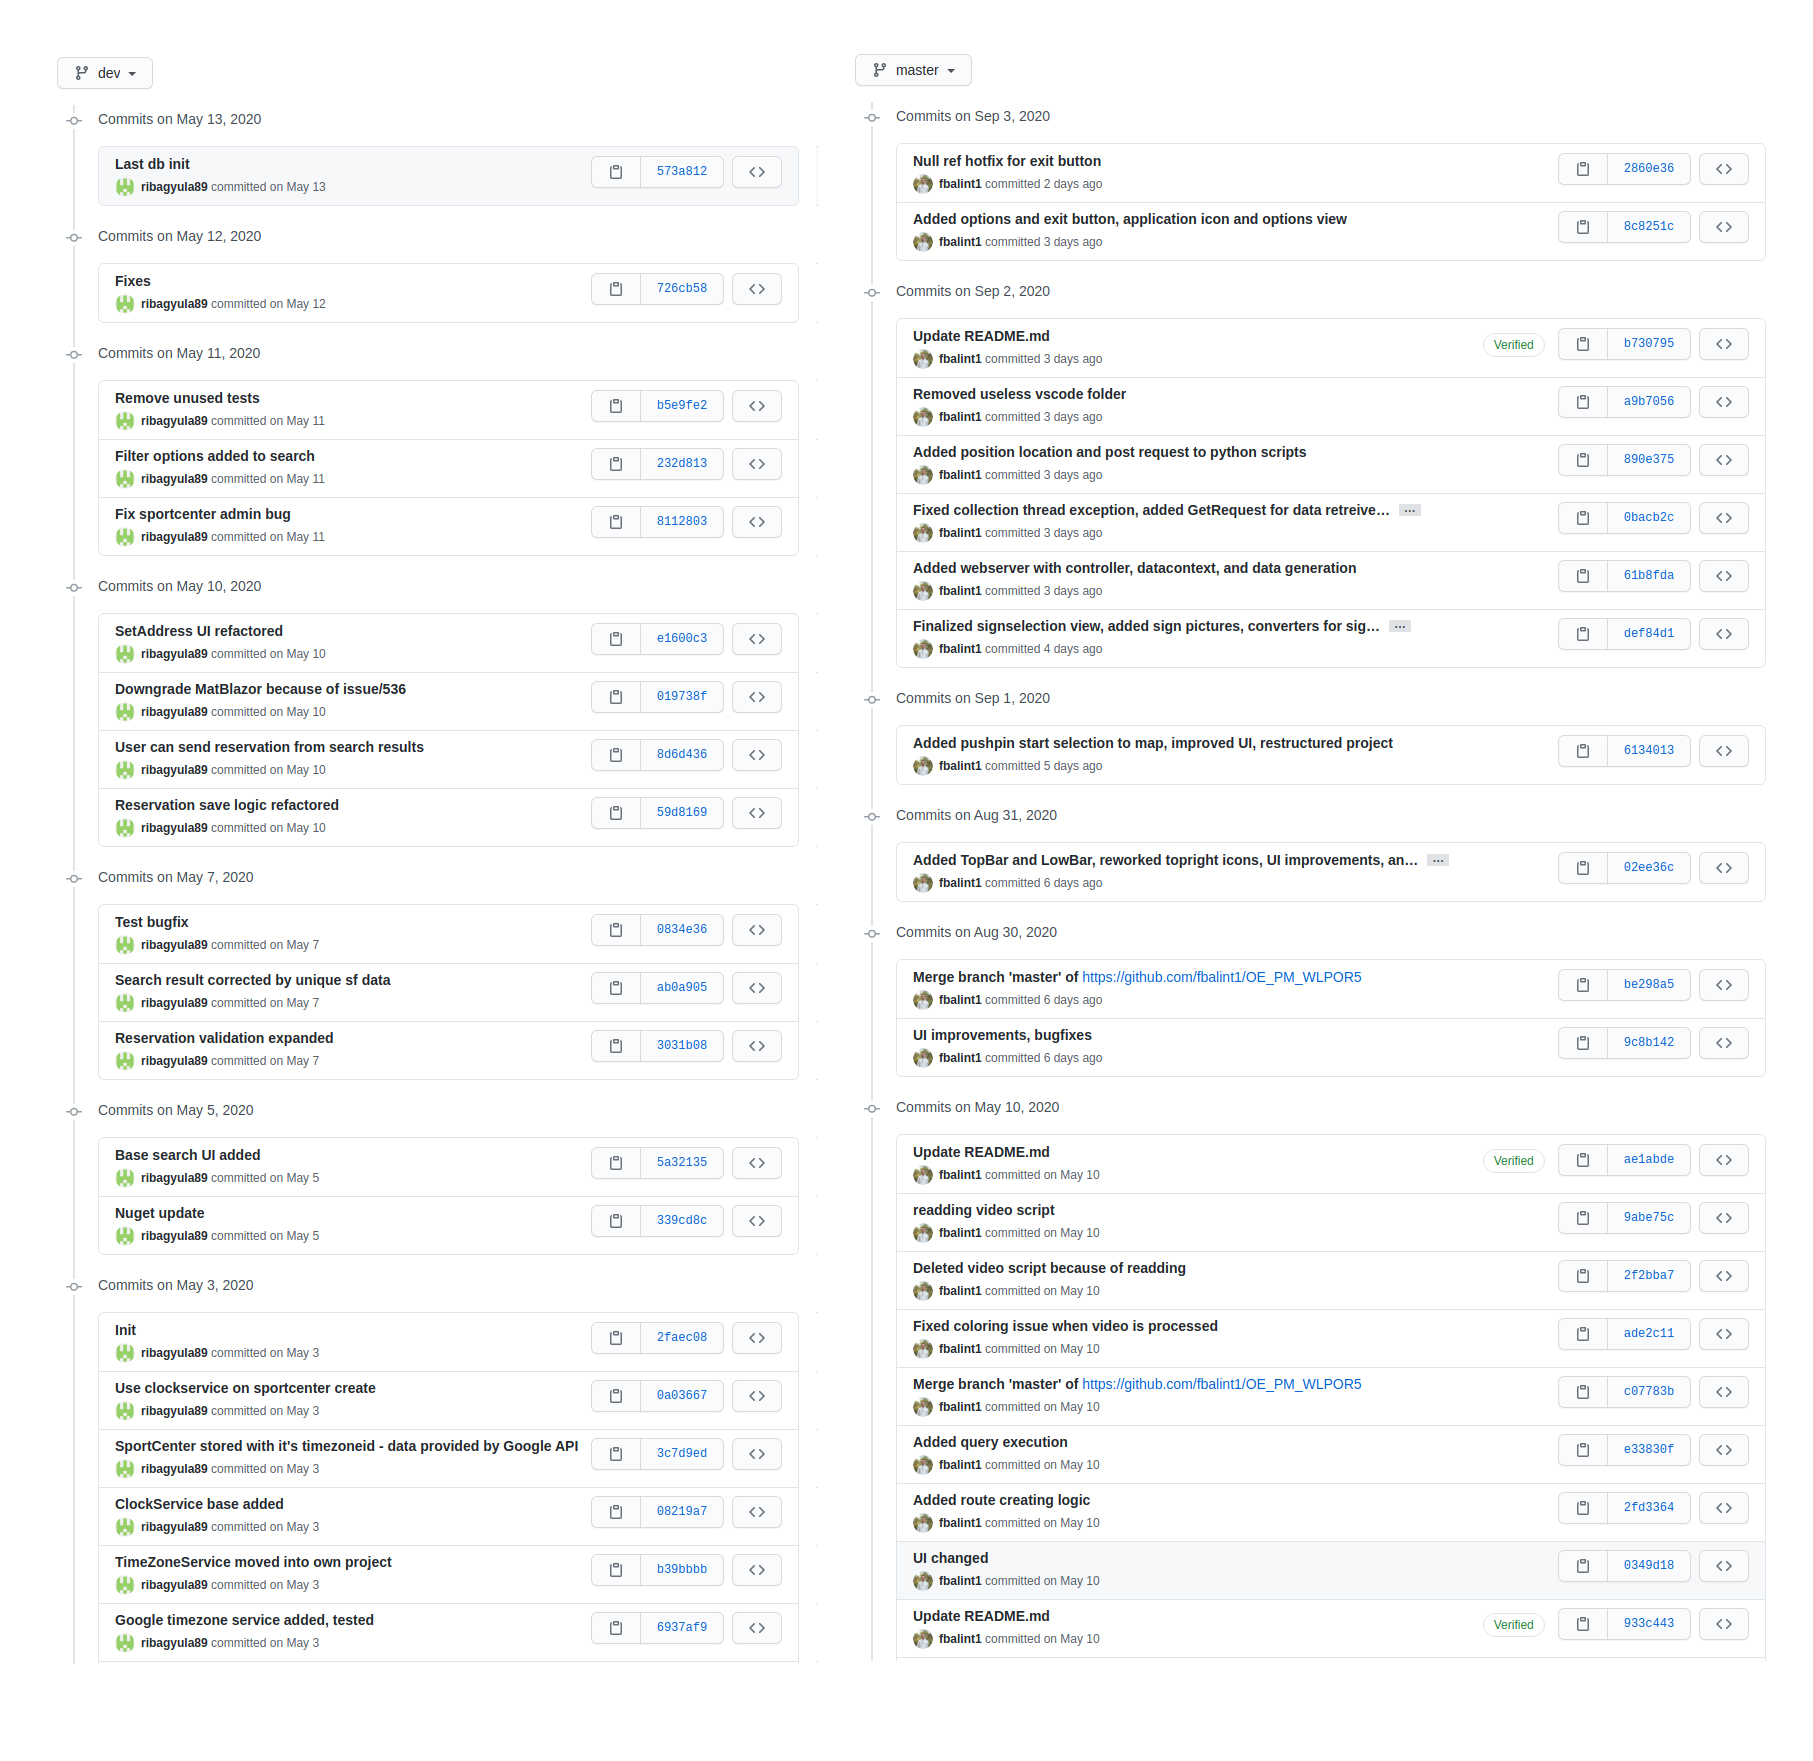 dev
Commits on May 13, 2020
Last db init
ribagyula89 committed on May 13
573a812
Commits on May 12, 2020
Fixes
ribagyula89 committed on May 12
726cb58
Commits on May 11, 2020
Remove unused tests
ribagyula89 committed on May 11
b5e9fe2
Filter options added to search
ribagyula89 committed on May 11
232d813
Fix sportcenter admin bug
ribagyula89 committed on May 11
8112803
Commits on May 10, 2020
SetAddress UI refactored
ribagyula89 committed on May 10
e1600c3
Downgrade MatBlazor because of issue/536
ribagyula89 committed on May 10
019738f
User can send reservation from search results
ribagyula89 committed on May 10
8d6d436
Reservation save logic refactored
ribagyula89 committed on May 10
59d8169
Commits on May 7, 2020
Test bugfix
ribagyula89 committed on May 7
0834e36
Search result corrected by unique sf data
ribagyula89 committed on May 7
ab0a905
Reservation validation expanded
ribagyula89 committed on May 7
3031b08
Commits on May 5, 2020
Base search UI added
ribagyula89 committed on May 5
5a32135
Nuget update
ribagyula89 committed on May 5
339cd8c
Commits on May 3, 2020
Init
ribagyula89 committed on May 3
2faec08
Use clockservice on sportcenter create
ribagyula89 committed on May 3
0a03667
SportCenter stored with it's timezoneid - data provided by Google API
ribagyula89 committed on May 3
3c7d9ed
ClockService base added
ribagyula89 committed on May 3
08219a7
TimeZoneService moved into own project
ribagyula89 committed on May 3
b39bbbb
Google timezone service added, tested
ribagyula89 committed on May 3
6937af9
master
Commits on Sep 3, 2020
Null ref hotfix for exit button
fbalint1 committed 2 days ago
2860e36
Added options and exit button, application icon and options view
fbalint1 committed 3 days ago
8c8251c
Commits on Sep 2, 2020
Update README.md
fbalint1 committed 3 days ago
Verified
b730795
Removed useless vscode folder
fbalint1 committed 3 days ago
a9b7056
Added position location and post request to python scripts
fbalint1 committed 3 days ago
890e375
Fixed collection thread exception, added GetRequest for data retreive… …
fbalint1 committed 3 days ago
0bacb2c
Added webserver with controller, datacontext, and data generation
fbalint1 committed 3 days ago
61b8fda
Finalized signselection view, added sign pictures, converters for sig… …
fbalint1 committed 4 days ago
def84d1
Commits on Sep 1, 2020
Added pushpin start selection to map, improved UI, restructured project
fbalint1 committed 5 days ago
6134013
Commits on Aug 31, 2020
Added TopBar and LowBar, reworked topright icons, UI improvements, an… …
fbalint1 committed 6 days ago
02ee36c
Commits on Aug 30, 2020
Merge branch 'master' of https://github.com/fbalint1/OE_PM_WLPOR5
fbalint1 committed 6 days ago
be298a5
UI improvements, bugfixes
fbalint1 committed 6 days ago
9c8b142
Commits on May 10, 2020
Update README.md
fbalint1 committed on May 10
Verified
ae1abde
readding video script
fbalint1 committed on May 10
9abe75c
Deleted video script because of readding
fbalint1 committed on May 10
2f2bba7
Fixed coloring issue when video is processed
fbalint1 committed on May 10
ade2c11
Merge branch 'master' of https://github.com/fbalint1/OE_PM_WLPOR5
fbalint1 committed on May 10
c07783b
Added query execution
fbalint1 committed on May 10
e33830f
Added route creating logic
fbalint1 committed on May 10
2fd3364
UI changed
fbalint1 committed on May 10
0349d18
Update README.md
fbalint1 committed on May 10
Verified
933c443